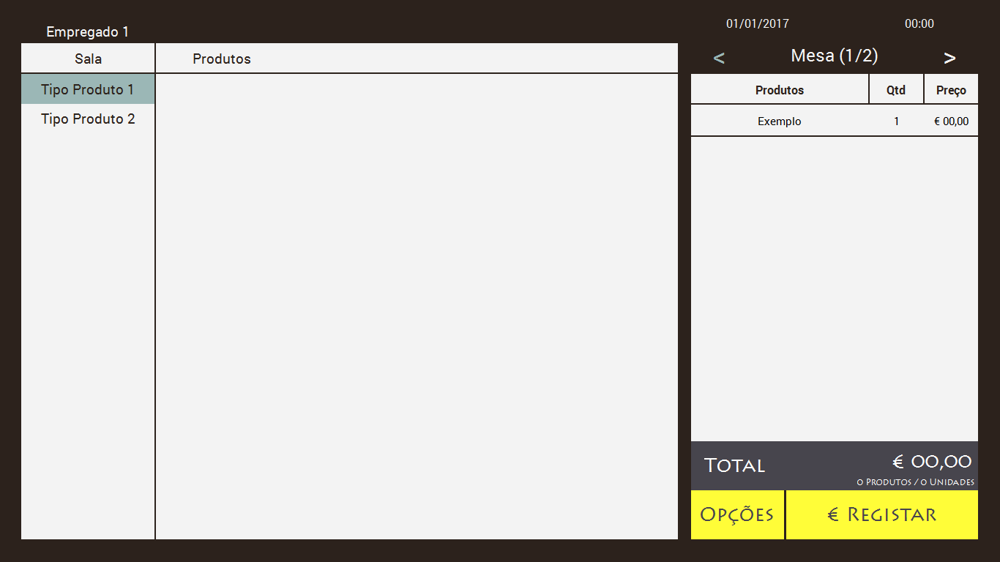 Empregado 1
Sala
Produtos
Tipo Produto 1
Tipo Produto 2
01/01/2017 00:00
< Mesa (1/2) >
Produtos Qtd Preço
Exemplo 1 € 00,00
Total € 00,00
0 Produtos / 0 Unidades
Opções € Registar